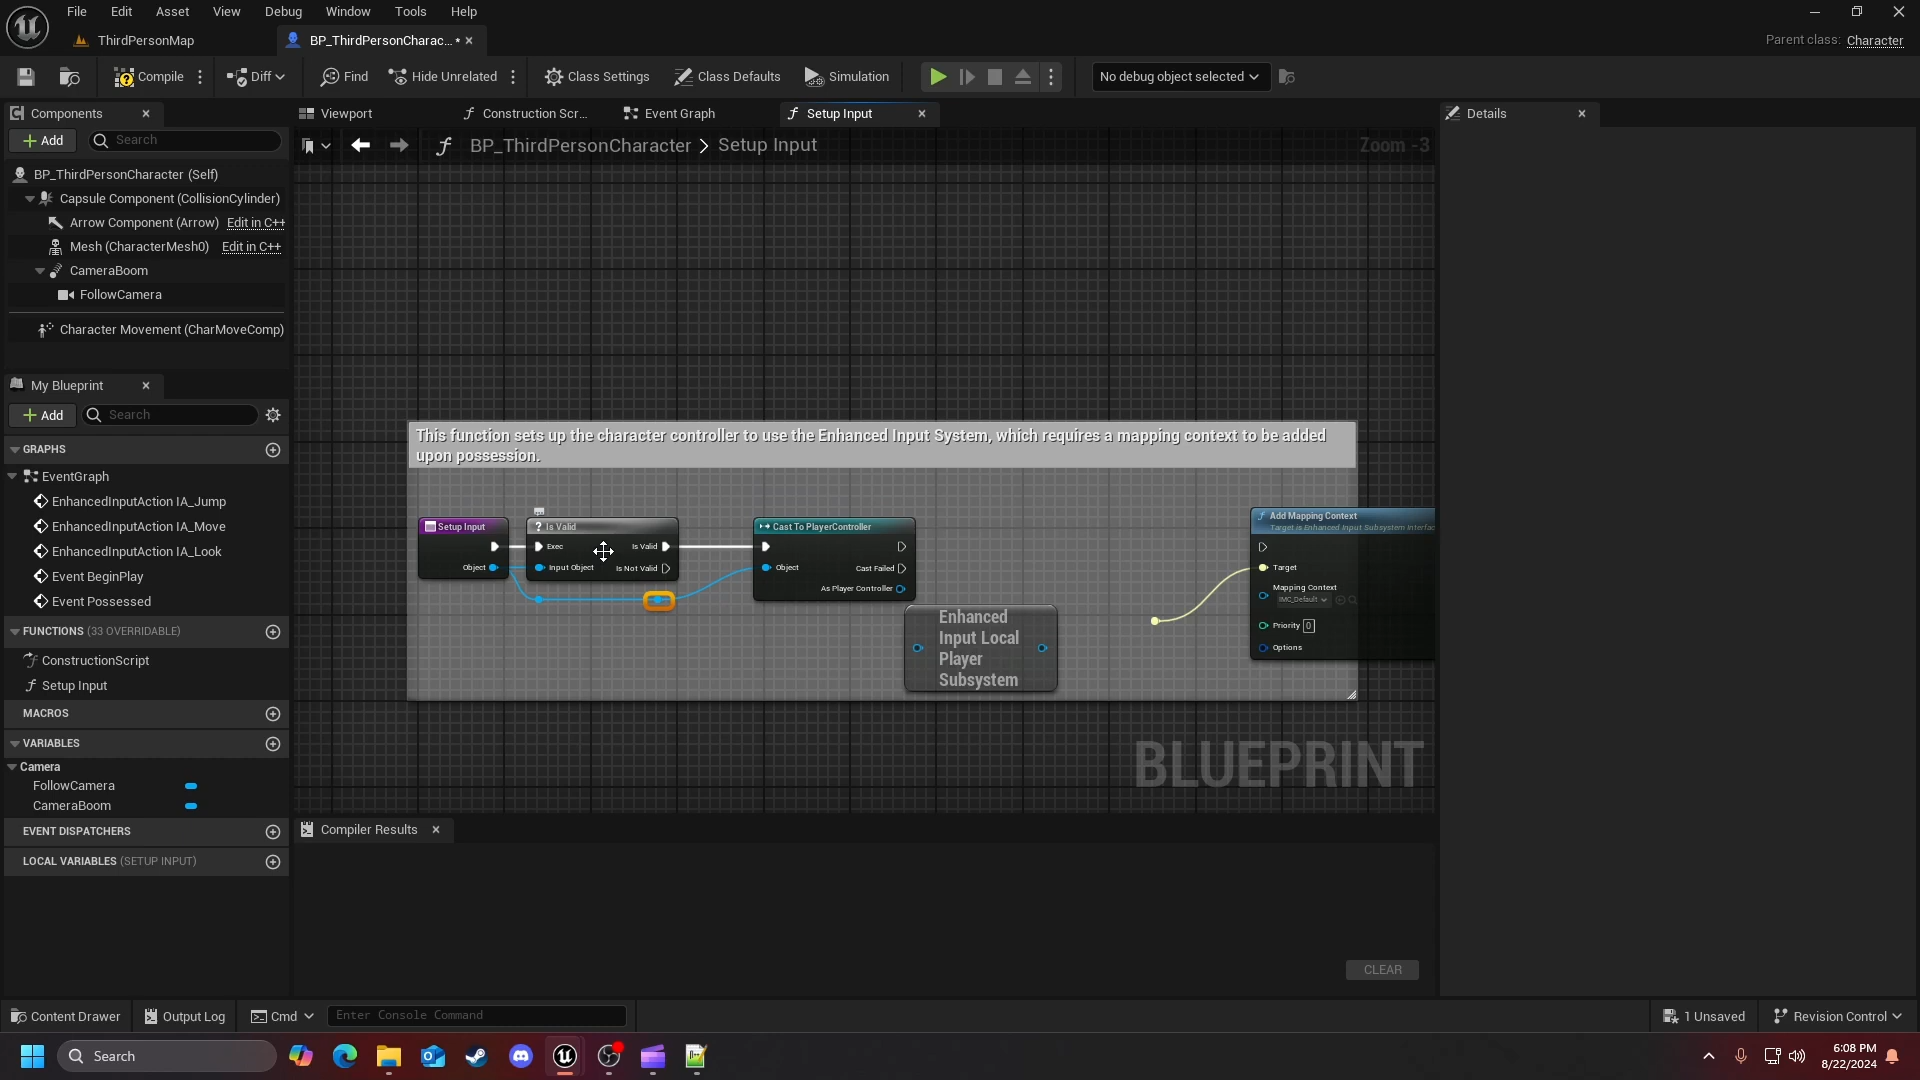 File Edit Asset View Debug Window Tools Help
ThirdPersonMap
BP_ThirdPersonCharac... •
Parent class: Character
Compile
Diff
Find
Hide Unrelated
Class Settings
Class Defaults
Simulation
No debug object selected
Components
Add
Search
BP_ThirdPersonCharacter (Self)
Capsule Component (CollisionCylinder)
Arrow Component (Arrow) Edit in C++
Mesh (CharacterMesh0) Edit in C++
CameraBoom
FollowCamera
Character Movement (CharMoveComp)
My Blueprint
Add
Search
GRAPHS
EventGraph
EnhancedInputAction IA_Jump
EnhancedInputAction IA_Move
EnhancedInputAction IA_Look
Event BeginPlay
Event Possessed
FUNCTIONS (33 OVERRIDABLE)
ConstructionScript
Setup Input
MACROS
VARIABLES
Camera
FollowCamera
CameraBoom
EVENT DISPATCHERS
LOCAL VARIABLES (SETUP INPUT)
Viewport
Construction Scr...
Event Graph
Setup Input
BP_ThirdPersonCharacter > Setup Input
Zoom -3
This function sets up the character controller to use the Enhanced Input System, which requires a mapping context to be added
upon possession.
Setup Input
Object
? Is Valid
Exec
Is Valid
Input Object
Is Not Valid
Cast To PlayerController
Object
Cast Failed
As Player Controller
Enhanced
Input Local
Player
Subsystem
Add Mapping Context
Target is Enhanced Input Subsystem Interfac
Target
Mapping Context
IMC_Default
Priority 0
Options
BLUEPRINT
Compiler Results
CLEAR
Details
Content Drawer
Output Log
Cmd
Enter Console Command
1 Unsaved
Revision Control
Search
6:08 PM
8/22/2024